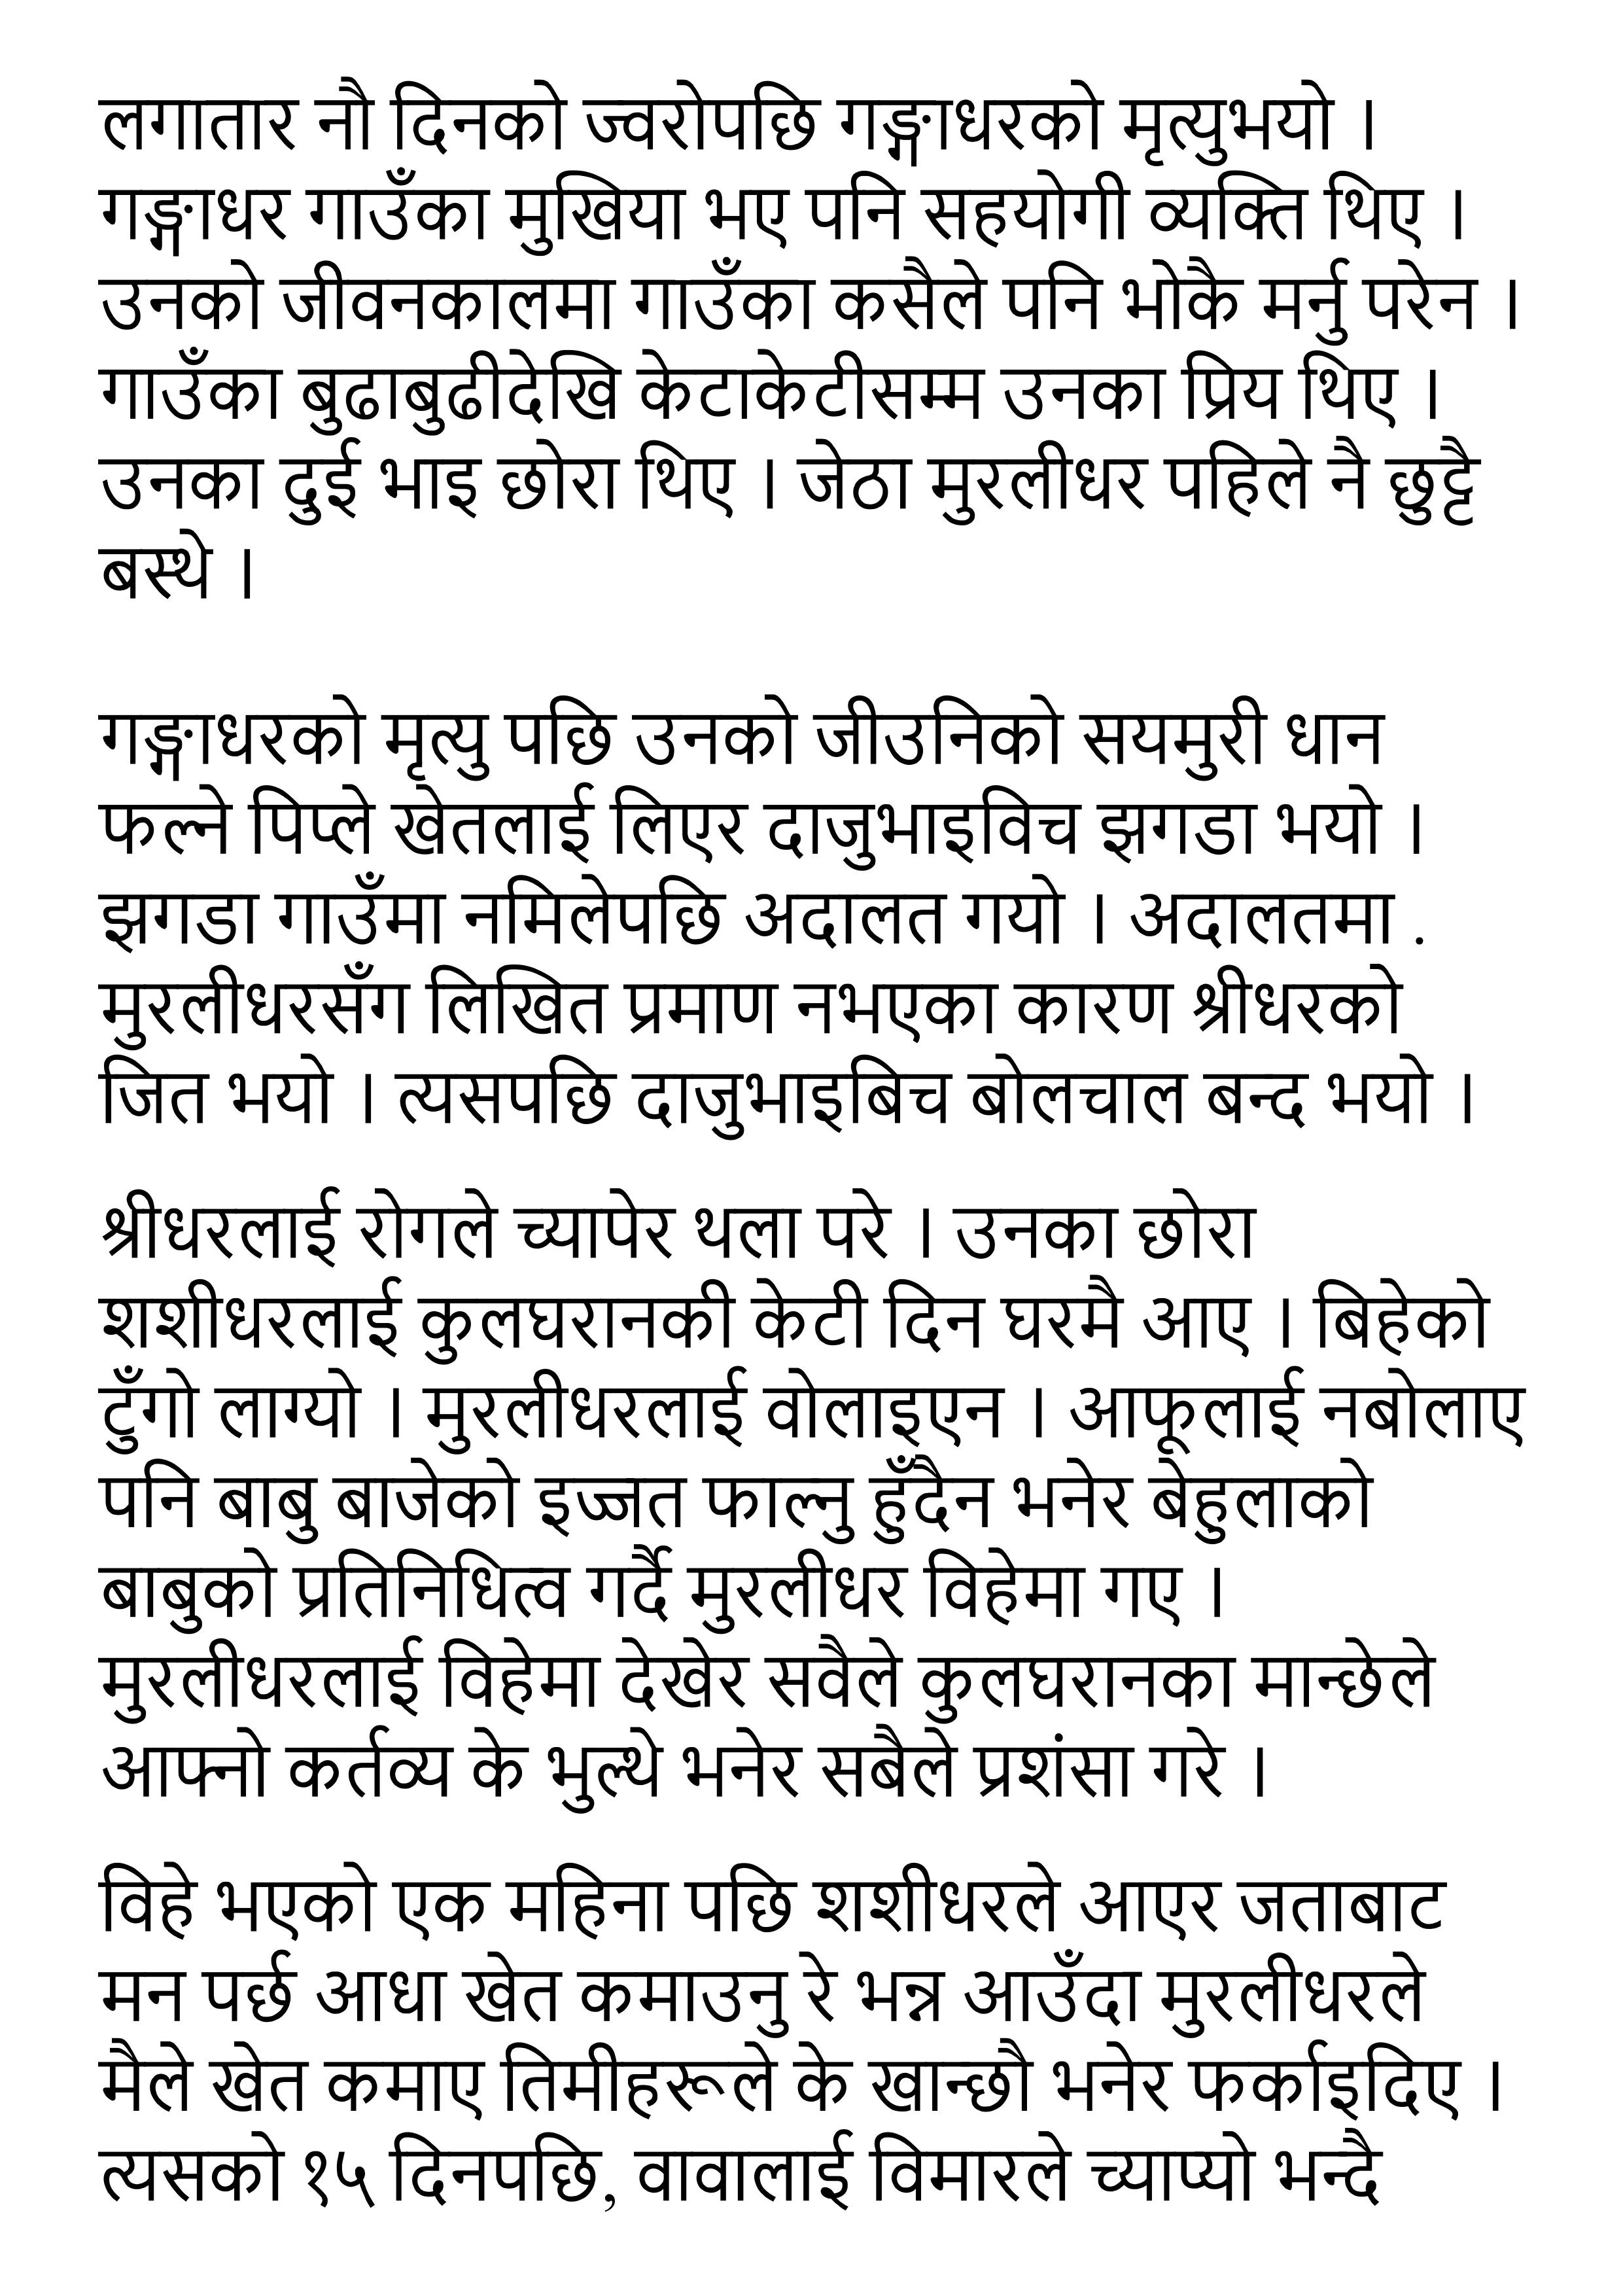 लगातार नौ दिनको ज्वरोपछि गङ्गाधरको मृत्युभयो ।
गङ्गाधर गाउँका मुखिया भए पनि सहयोगी व्यक्ति थिए ।
उनको जीवनकालमा गाउँका कसैले पनि भोकै मर्नु परेन ।
गाउँका बुढाबुढीदेखि केटाकेटीसम्म उनका प्रिय थिए ।
उनका दुई भाइ छोरा थिए । जेठा मुरलीधर पहिले नै छुट्टै
बस्थे ।
गङ्गाधरको मृत्यु पछि उनको जीउनिको सयमुरी धान
फल्ने पिप्ले खेतलाई लिएर दाजुभाइविच झगडा भयो ।
झगडा गाउँमा नमिलेपछि अदालत गयो । अदालतमा .
मुरलीधरसँग लिखित प्रमाण नभएका कारण श्रीधरको
जित भयो । त्यसपछि दाजुभाइबिच बोलचाल बन्द भयो ।
श्रीधरलाई रोगले च्यापेर थला परे । उनका छोरा
शशीधरलाई कुलघरानकी केटी दिन घरमै आए । बिहेको
टुँगो लाग्यो । मुरलीधरलाई वोलाइएन । आफूलाई नबोलाए
पनि बाबु बाजेको इज्जत फाल्नु हुँदैन भनेर बेहुलाको
बाबुको प्रतिनिधित्व गर्दै मुरलीधर विहेमा गए ।
मुरलीधरलाई विहेमा देखेर सवैले कुलघरानका मान्छेले
आफ्नो कर्तव्य के भुल्थे भनेर सबैले प्रशंसा गरे ।
विहे भएको एक महिना पछि शशीधरले आएर जताबाट
मन पर्छ आधा खेत कमाउनु रे भन्न आउँदा मुरलीधरले
मैले खेत कमाए तिमीहरूले के खान्छौ भनेर फर्काइदिए ।
त्यसको १५ दिनपछि, वावालाई विमारले च्याप्यो भन्दै